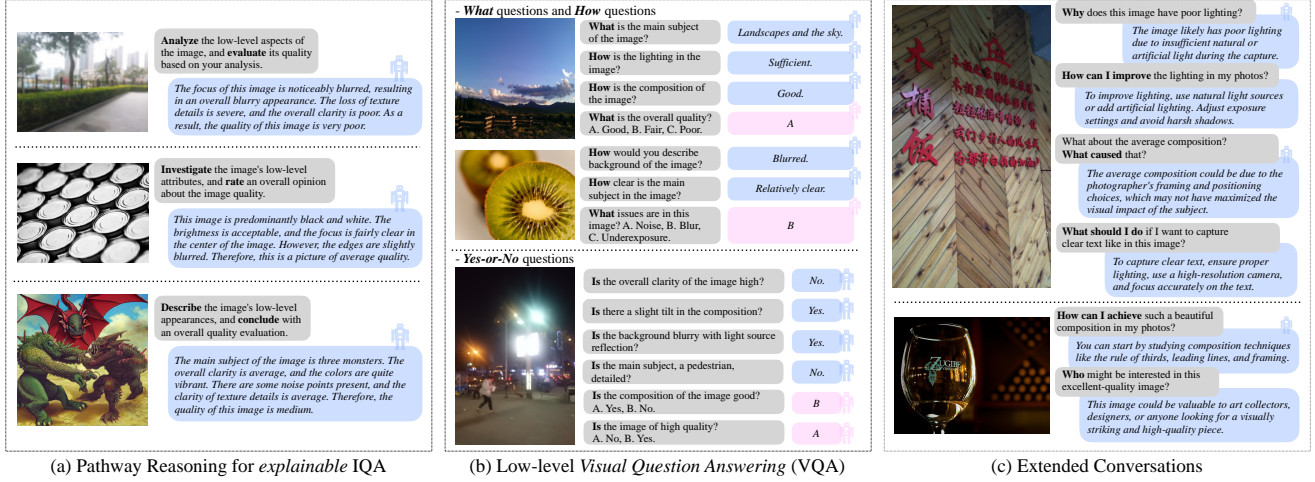 Analyze the low-level aspects of
the image, and evaluate its quality
based on your analysis.
The focus of this image is noticeably blurred, resulting
in an overall blurry appearance. The loss of texture
details is severe, and the overall clarity is poor. As a
result, the quality of this image is very poor.
Investigate the image's low-level
attributes, and rate an overall opinion
about the image quality.
This image is predominantly black and white. The
brightness is acceptable, and the focus is fairly clear in
the center of the image. However, the edges are slightly
blurred. Therefore, this is a picture of average quality.
Describe the image's low-level
appearances, and conclude with
an overall quality evaluation.
The main subject of the image is three monsters. The
overall clarity is average, and the colors are quite
vibrant. There are some noise points present, and the
clarity of texture details is average. Therefore, the
quality of this image is medium.
(a) Pathway Reasoning for explainable IQA
- What questions and How questions
What is the main subject
of the image?
Landscapes and the sky.
How is the lighting in the
image?
Sufficient.
How is the composition of
the image?
Good.
What is the overall quality?
A. Good, B. Fair, C. Poor.
A
How would you describe
background of the image?
Blurred.
How clear is the main
subject in the image?
Relatively clear.
What issues are in this
image? A. Noise, B. Blur,
C. Underexposure.
B
- Yes-or-No questions
Is the overall clarity of the image high?
No.
Is there a slight tilt in the composition?
Yes.
Is the background blurry with light source
reflection?
Yes.
Is the main subject, a pedestrian,
detailed?
No.
Is the composition of the image good?
A. Yes, B. No.
B
Is the image of high quality?
A. No, B. Yes.
A
(b) Low-level Visual Question Answering (VQA)
木
桶
饭
Why does this image have poor lighting?
The image likely has poor lighting
due to insufficient natural or
artificial light during the capture.
How can I improve the lighting in my photos?
To improve lighting, use natural light sources
or add artificial lighting. Adjust exposure
settings and avoid harsh shadows.
What about the average composition?
What caused that?
The average composition could be due to the
photographer's framing and positioning
choices, which may not have maximized the
visual impact of the subject.
What should I do if I want to capture
clear text like in this image?
To capture clear text, ensure proper
lighting, use a high-resolution camera,
and focus accurately on the text.
How can I achieve such a beautiful
composition in my photos?
You can start by studying composition techniques
like the rule of thirds, leading lines, and framing.
Who might be interested in this
excellent-quality image?
This image could be valuable to art collectors,
designers, or anyone looking for a visually
striking and high-quality piece.
(c) Extended Conversations